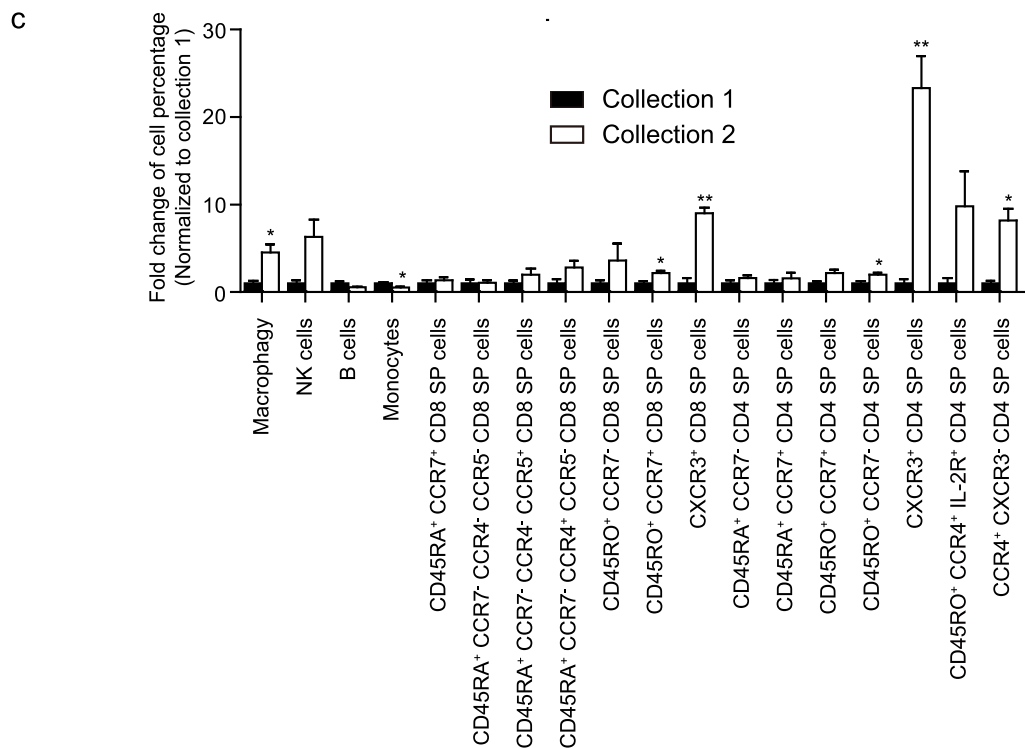 c
Fold change of cell percentage
(Normalized to collection 1)
30
20
10
0
Collection 1
Collection 2
*
*
*
**
*
**
*
Macrophagy
NK cells
B cells
Monocytes
CD45RA⁺ CCR7⁺ CD8 SP cells
CD45RA⁺ CCR7⁻ CCR4⁻ CCR5⁻ CD8 SP cells
CD45RA⁺ CCR7⁻ CCR4⁻ CCR5⁺ CD8 SP cells
CD45RA⁺ CCR7⁻ CCR4⁺ CCR5⁻ CD8 SP cells
CD45RO⁺ CCR7⁻ CD8 SP cells
CD45RO⁺ CCR7⁺ CD8 SP cells
CXCR3⁺ CD8 SP cells
CD45RA⁺ CCR7⁻ CD4 SP cells
CD45RA⁺ CCR7⁺ CD4 SP cells
CD45RO⁺ CCR7⁺ CD4 SP cells
CD45RO⁺ CCR7⁻ CD4 SP cells
CXCR3⁺ CD4 SP cells
CD45RO⁺ CCR4⁺ IL-2R⁺ CD4 SP cells
CCR4⁺ CXCR3⁻ CD4 SP cells